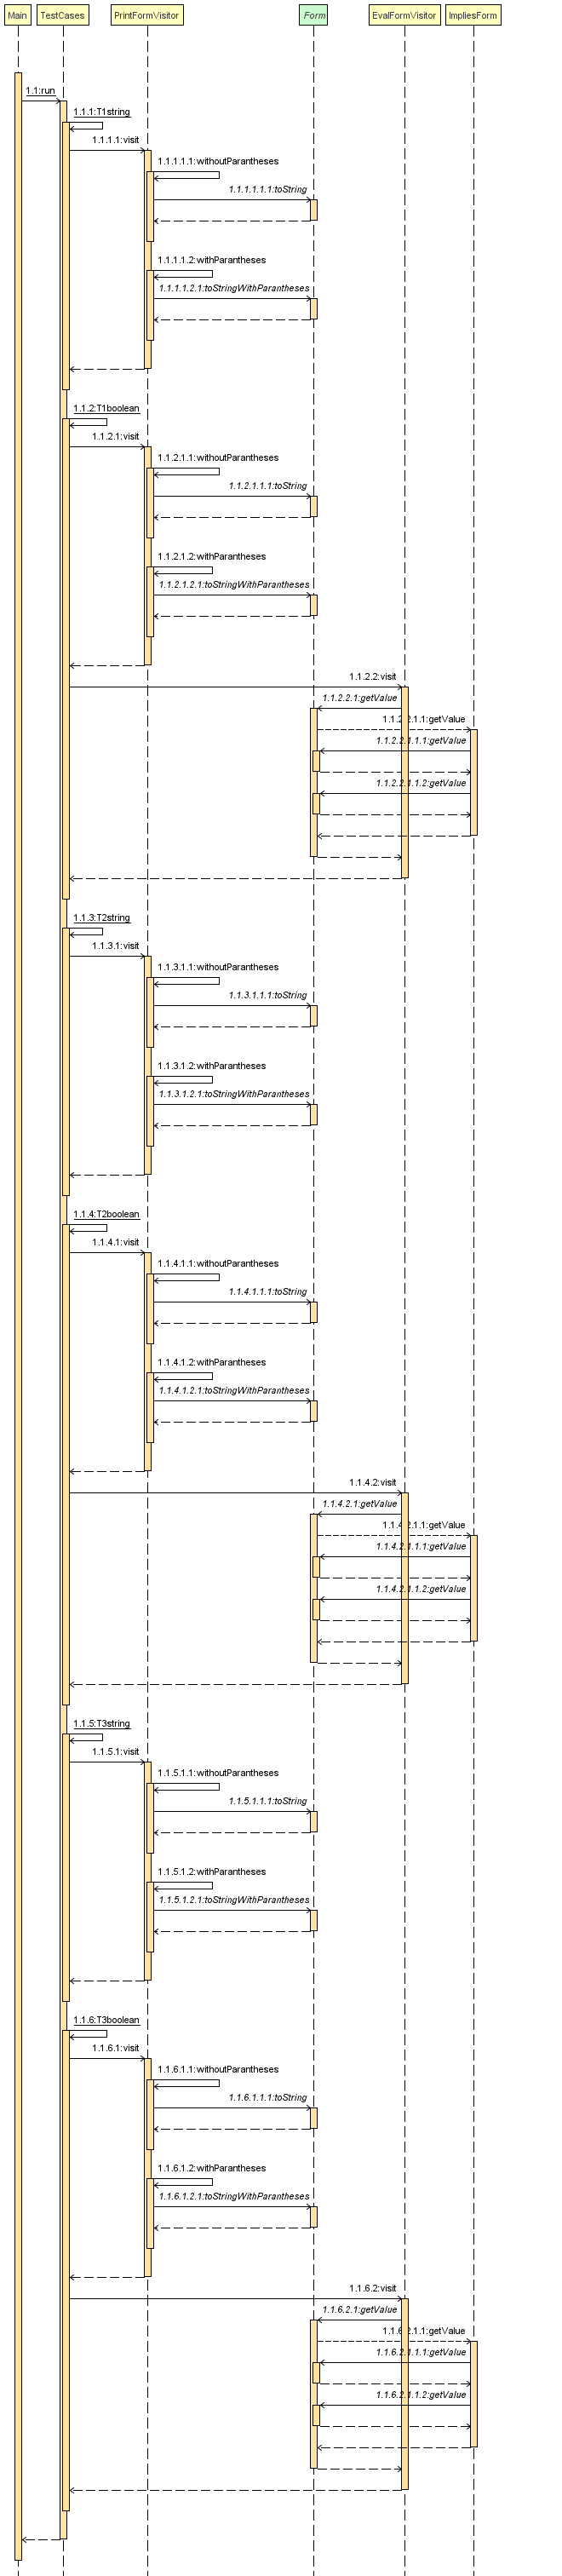 Main
TestCases
PrintFormVisitor
Form
EvalFormVisitor
ImpliesForm
1.1:run
1.1.1:T1string
1.1.1.1:visit
1.1.1.1.1:withoutParantheses
1.1.1.1.1.1:toString
1.1.1.1.2:withParantheses
1.1.1.1.2.1:toStringWithParantheses
1.1.2:T1boolean
1.1.2.1:visit
1.1.2.1.1:withoutParantheses
1.1.2.1.1.1:toString
1.1.2.1.2:withParantheses
1.1.2.1.2.1:toStringWithParantheses
1.1.2.2:visit
1.1.2.2.1:getValue
1.1.2.2.1.1:getValue
1.1.2.2.1.1.1:getValue
1.1.2.2.1.1.2:getValue
1.1.3:T2string
1.1.3.1:visit
1.1.3.1.1:withoutParantheses
1.1.3.1.1.1:toString
1.1.3.1.2:withParantheses
1.1.3.1.2.1:toStringWithParantheses
1.1.4:T2boolean
1.1.4.1:visit
1.1.4.1.1:withoutParantheses
1.1.4.1.1.1:toString
1.1.4.1.2:withParantheses
1.1.4.1.2.1:toStringWithParantheses
1.1.4.2:visit
1.1.4.2.1:getValue
1.1.4.2.1.1:getValue
1.1.4.2.1.1.1:getValue
1.1.4.2.1.1.2:getValue
1.1.5:T3string
1.1.5.1:visit
1.1.5.1.1:withoutParantheses
1.1.5.1.1.1:toString
1.1.5.1.2:withParantheses
1.1.5.1.2.1:toStringWithParantheses
1.1.6:T3boolean
1.1.6.1:visit
1.1.6.1.1:withoutParantheses
1.1.6.1.1.1:toString
1.1.6.1.2:withParantheses
1.1.6.1.2.1:toStringWithParantheses
1.1.6.2:visit
1.1.6.2.1:getValue
1.1.6.2.1.1:getValue
1.1.6.2.1.1.1:getValue
1.1.6.2.1.1.2:getValue